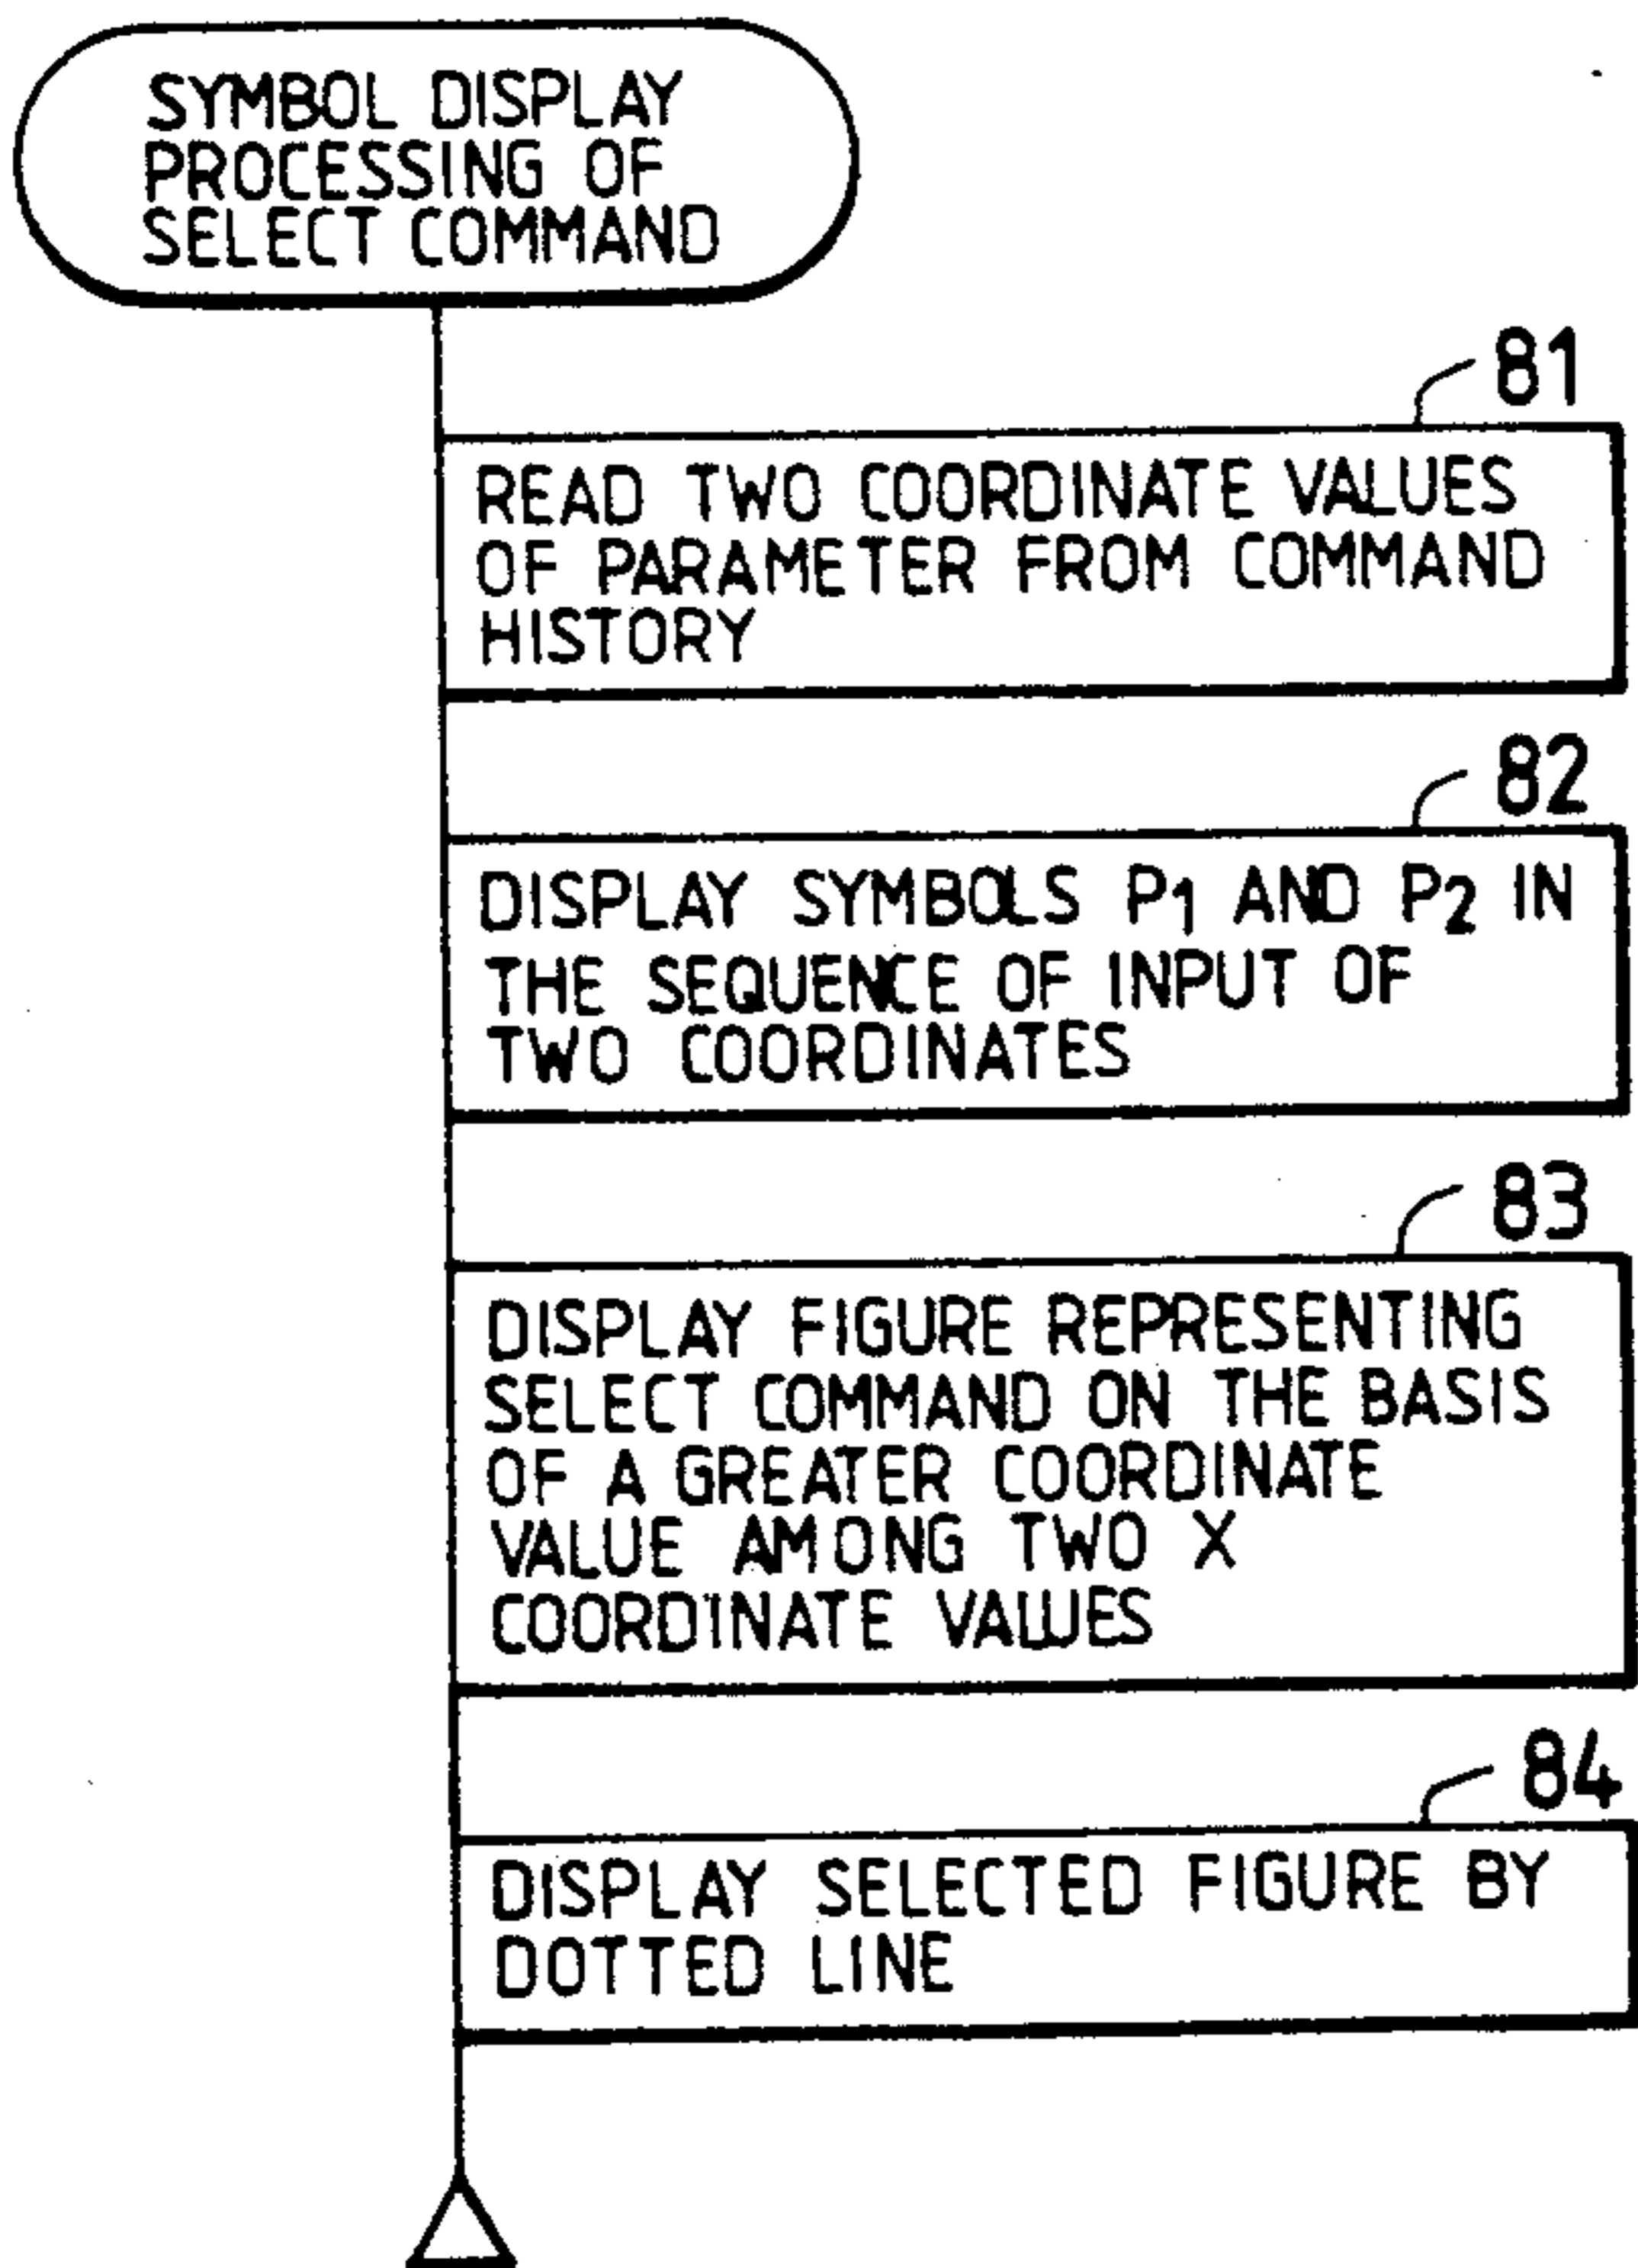 SYMBOL DISPLAY
PROCESSING OF
SELECT COMMAND
81
READ TWO COORDINATE VALUES
OF PARAMETER FROM COMMAND
HISTORY
82
DISPLAY SYMBOLS P1 AND P2 IN
THE SEQUENCE OF INPUT OF
TWO COORDINATES
83
DISPLAY FIGURE REPRESENTING
SELECT COMMAND ON THE BASIS
OF A GREATER COORDINATE
VALUE AMONG TWO X
COORDINATE VALUES
84
DISPLAY SELECTED FIGURE BY
DOTTED LINE